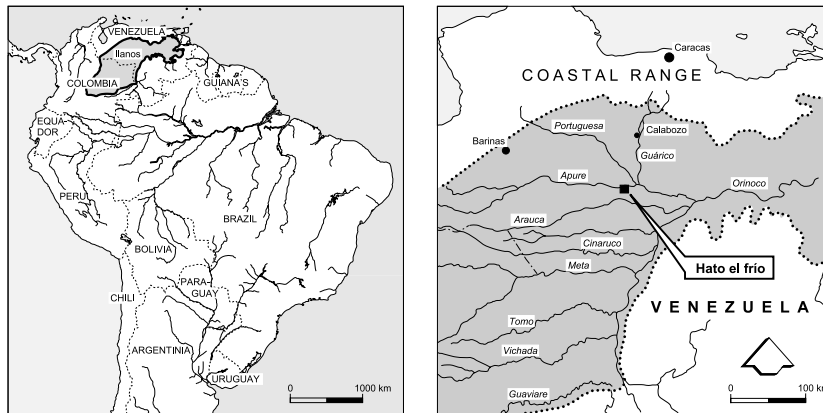 VENEZUELA
llanos
COLOMBIA
GUIANA'S
EQUA
DOR
PERU
BRAZIL
BOLIVIA
PARA-
GUAY
CHILI
ARGENTINIA
URUGUAY
0 1000 km
Caracas
COASTAL RANGE
Portuguesa
Calabozo
Barinas
Guárico
Apure
Orinoco
Arauca
Cinaruco
Hato el frío
Meta
VENEZUELA
Tomo
Vichada
Guaviare
0 100 km